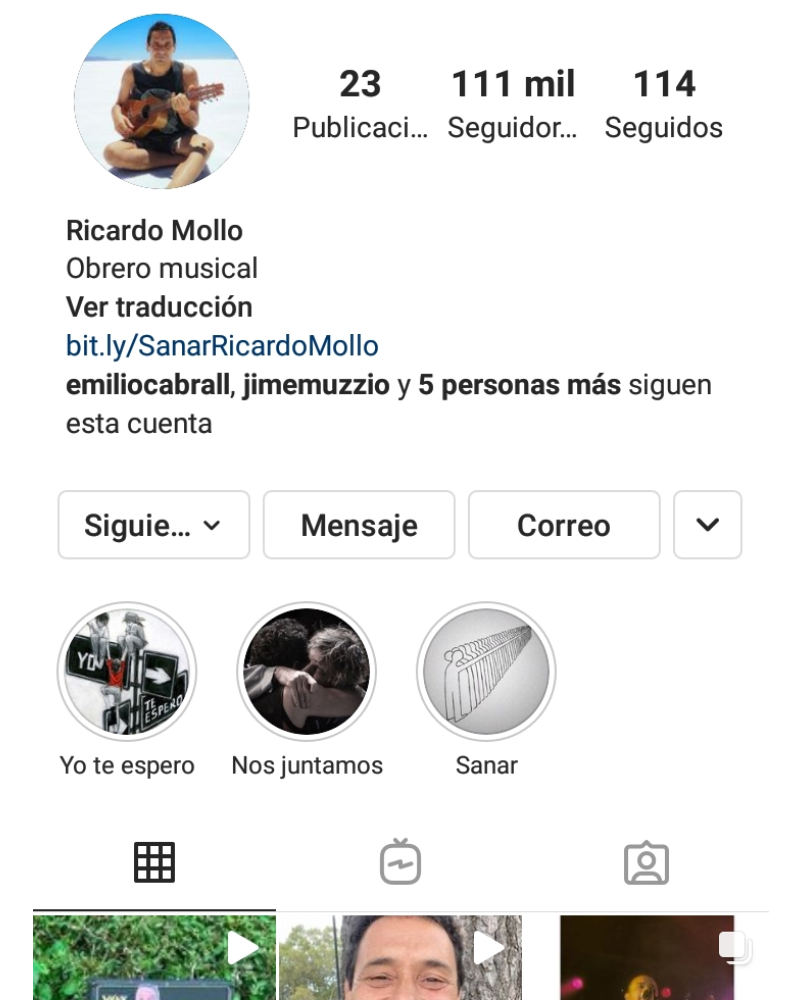 23
111 mil
114
Publicaci...
Seguidor...
Seguidos
Ricardo Mollo
Obrero musical
Ver traducción
bit.ly/SanarRicardoMollo
emiliocabrall, jimemuzzio y 5 personas más siguen
esta cuenta
Siguie...
Mensaje
Correo
YO
TE
ESPERO
Yo te espero
Nos juntamos
Sanar